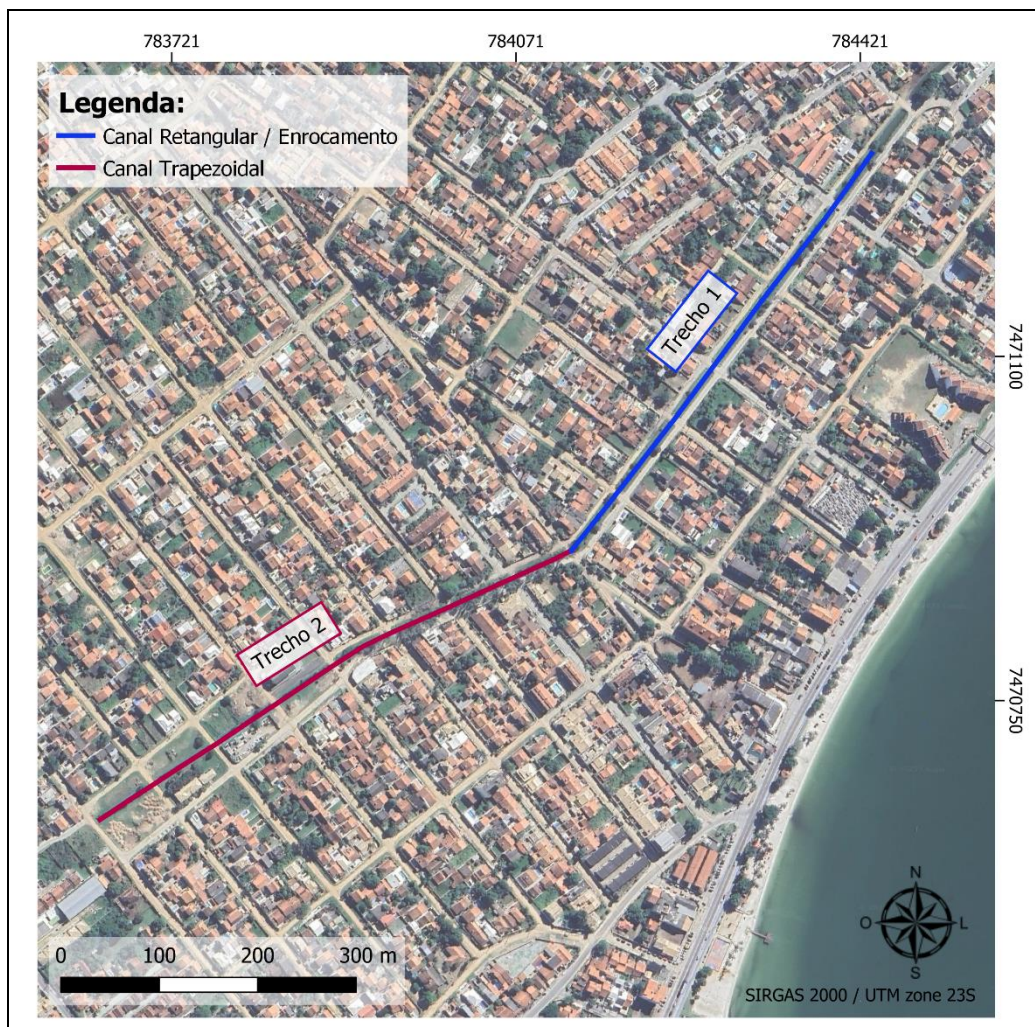 783721
784071
784421
Legenda:
Canal Retangular / Enrocamento
Canal Trapezoidal
Trecho 1
7471100
Trecho 2
7470750
N
O
L
S
0 100 200 300 m
SIRGAS 2000 / UTM zone 23S